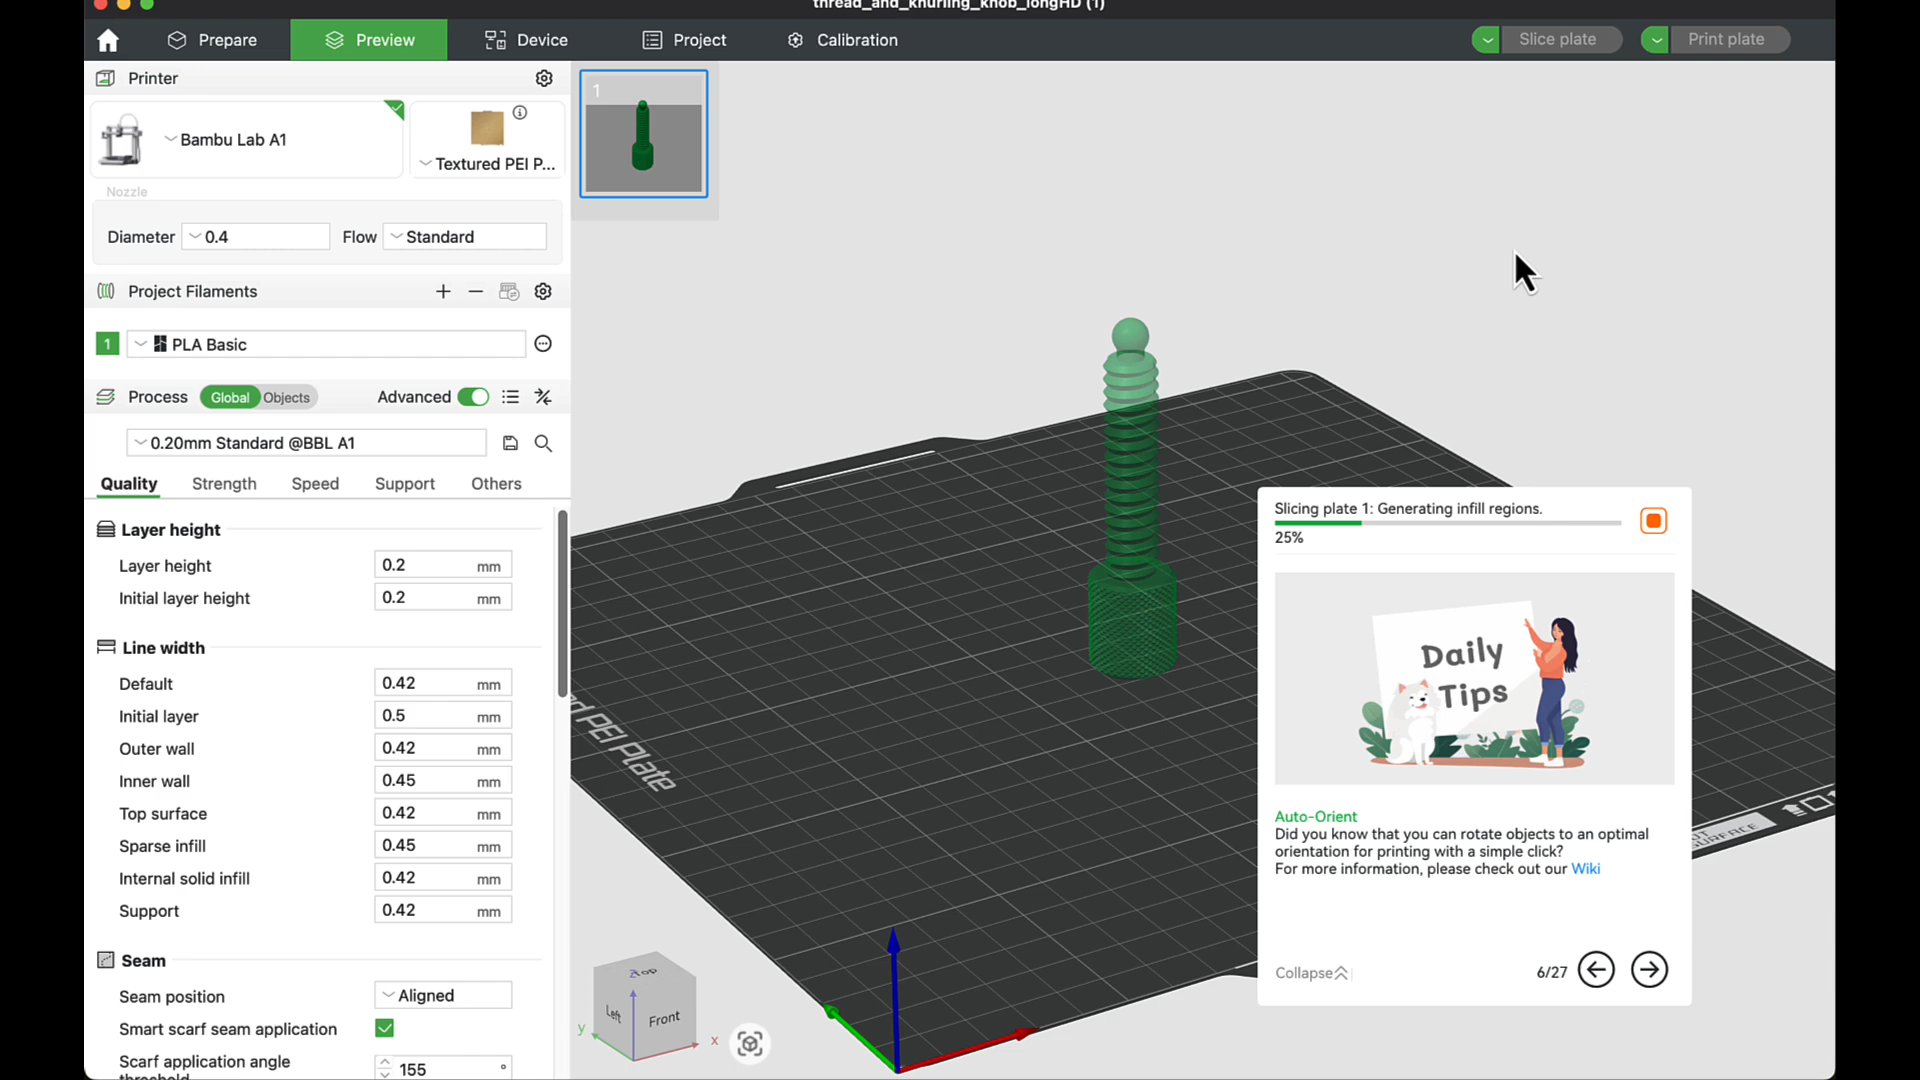 thread_and_knurling_knob_longHD (1)
Prepare
Preview
Device
Project
Calibration
Slice plate
Print plate
Printer
Bambu Lab A1
Textured PEI P...
Nozzle
Diameter
0.4
Flow
Standard
Project Filaments
1
PLA Basic
Process
Global
Objects
Advanced
0.20mm Standard @BBL A1
Quality
Strength
Speed
Support
Others
Layer height
Layer height
0.2 mm
Initial layer height
0.2 mm
Line width
Default
0.42 mm
Initial layer
0.5 mm
Outer wall
0.42 mm
Inner wall
0.45 mm
Top surface
0.42 mm
Sparse infill
0.45 mm
Internal solid infill
0.42 mm
Support
0.42 mm
Seam
Seam position
Aligned
Smart scarf seam application
Scarf application angle
threshold
155 °
1
d PEI Plate
SURFACE
Top
Left
Front
z
y
x
Slicing plate 1: Generating infill regions.
25%
Daily
Tips
Auto-Orient
Did you know that you can rotate objects to an optimal
orientation for printing with a simple click?
For more information, please check out our Wiki
Collapse
6/27